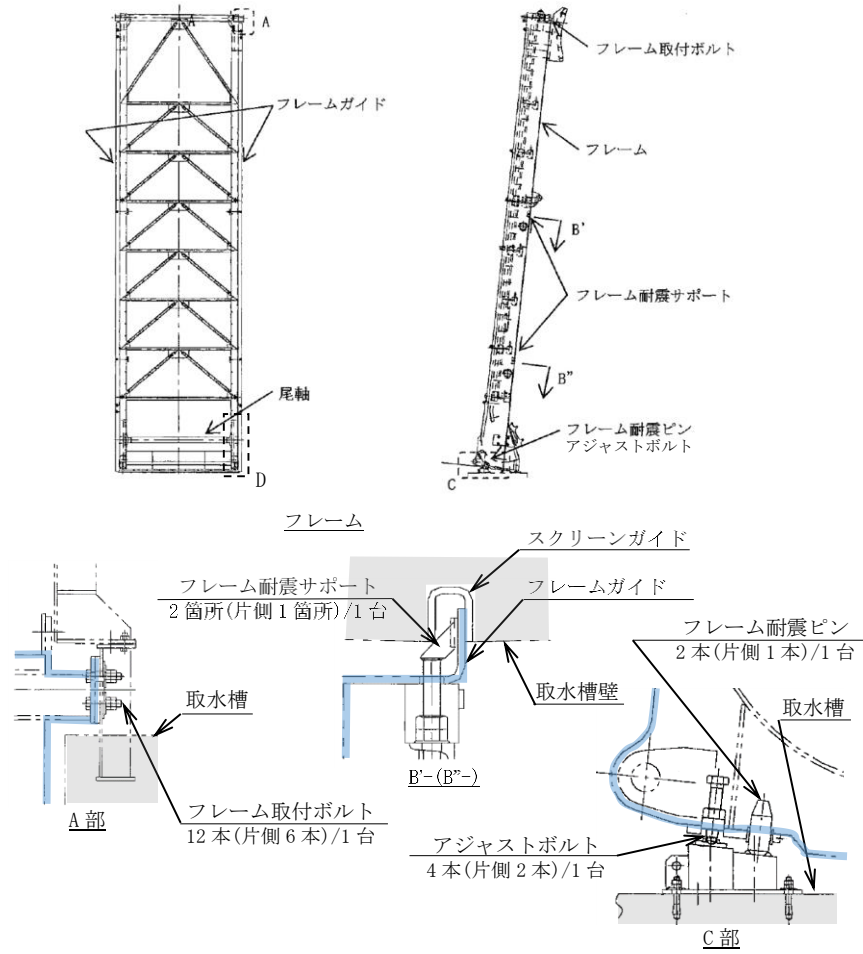 A
A
フレームガイド
尾軸
D
フレーム取付ボルト
フレーム
B'
フレーム耐震サポート
B"
フレーム耐震ピン
アジャストボルト
C
フレーム
フレーム耐震サポート
2箇所(片側1箇所)/1台
スクリーンガイド
フレームガイド
取水槽壁
B'-(B"-)
取水槽
フレーム取付ボルト
12本(片側6本)/1台
A部
フレーム耐震ピン
2本(片側1本)/1台
取水槽
アジャストボルト
4本(片側2本)/1台
C部